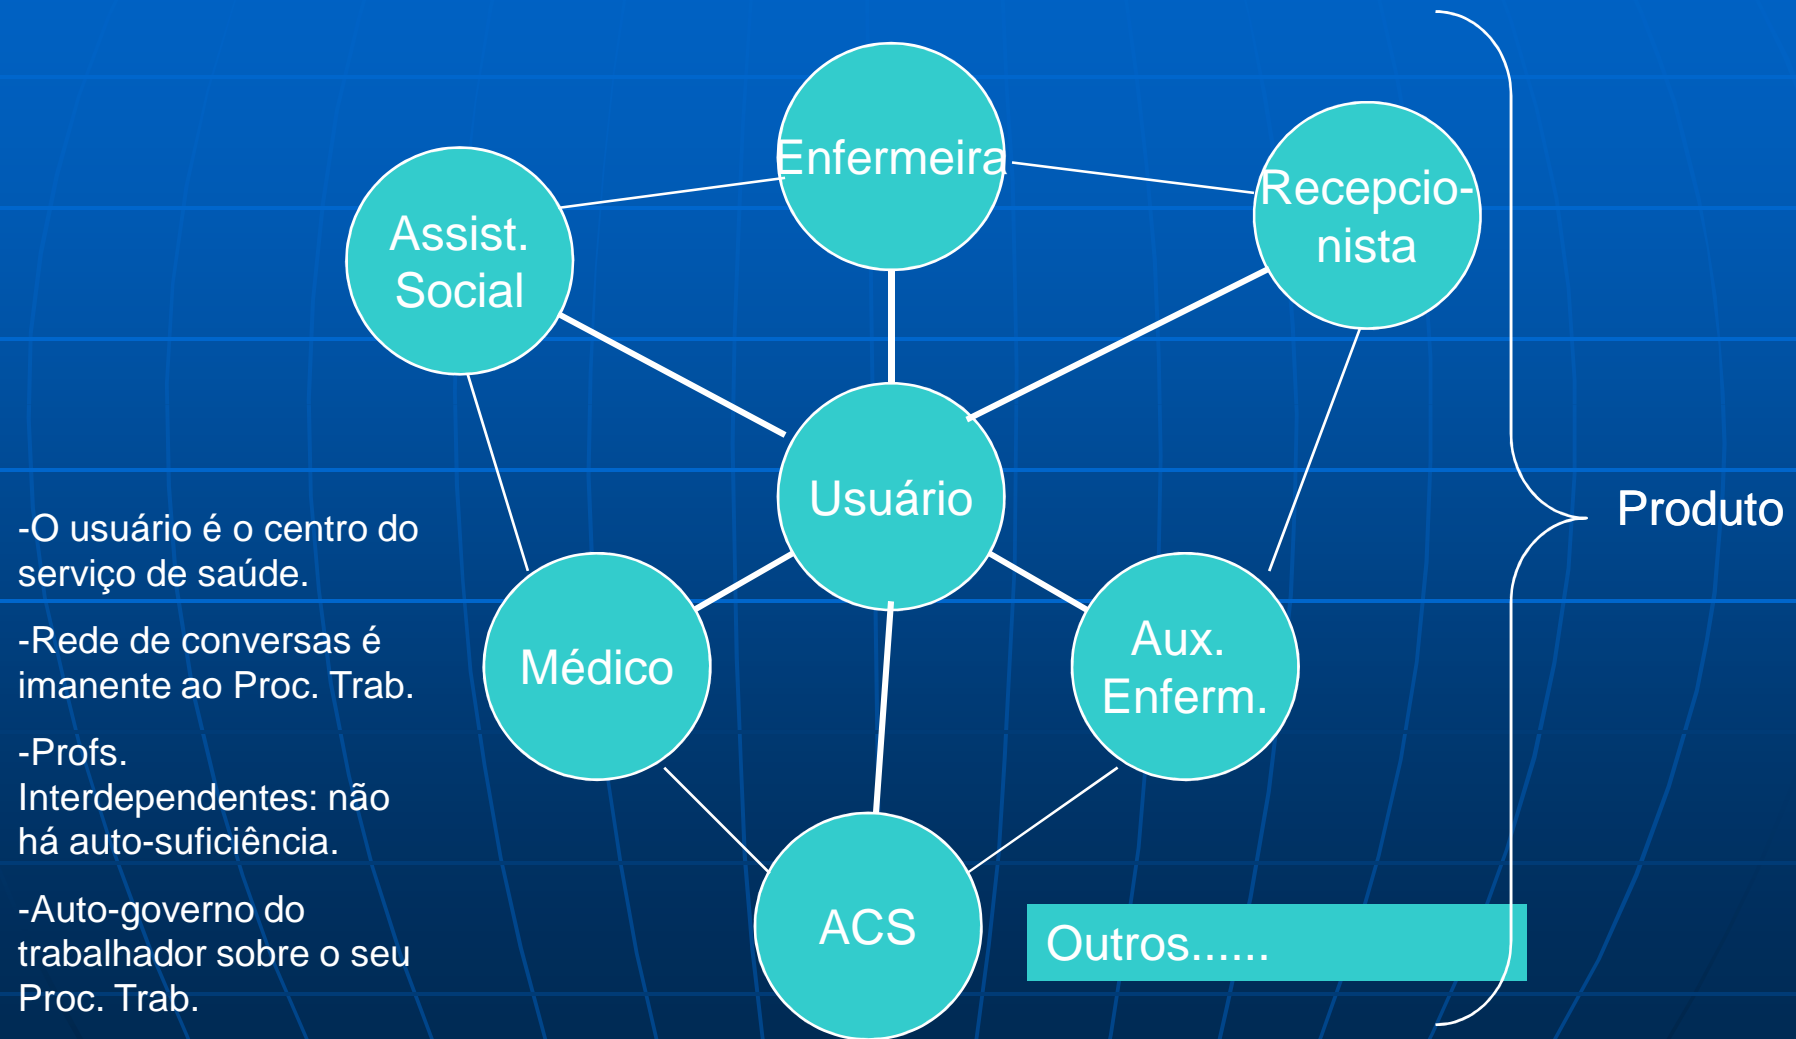 Enfermeira
Recepcio-
nista
Assist.
Social
Usuário
Produto
-O usuário é o centro do
serviço de saúde.
-Rede de conversas é
imanente ao Proc. Trab.
-Profs.
Interdependentes: não
há auto-suficiência.
-Auto-governo do
trabalhador sobre o seu
Proc. Trab.
Médico
Aux.
Enferm.
ACS
Outros......